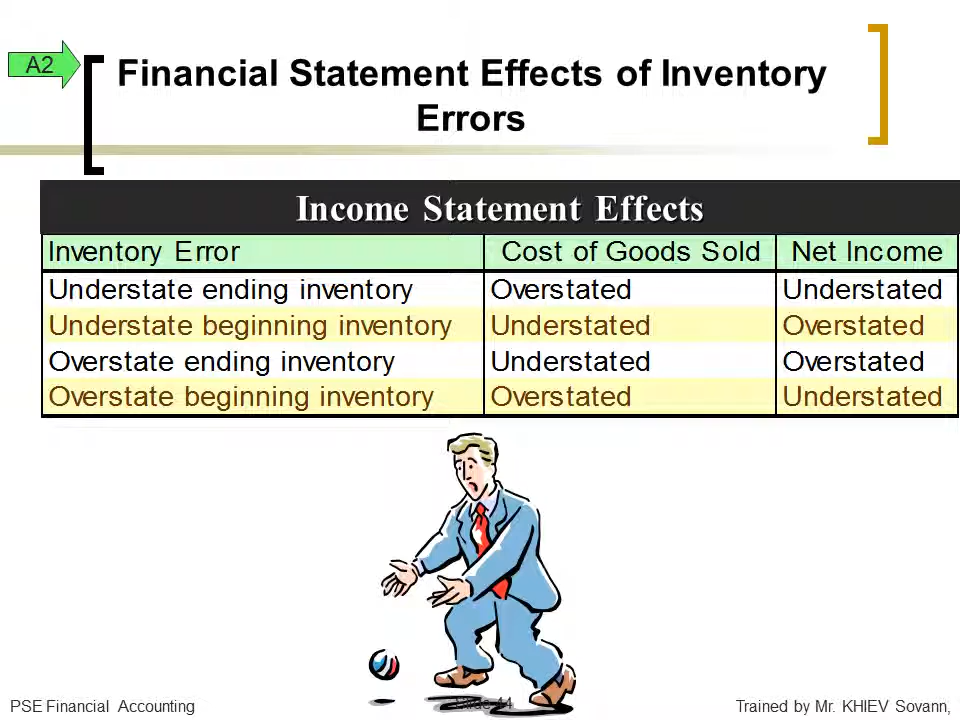 A2
Financial Statement Effects of Inventory
Errors
Income Statement Effects
Inventory Error Cost of Goods Sold Net Income
Understate ending inventory Overstated Understated
Understate beginning inventory Understated Overstated
Overstate ending inventory Understated Overstated
Overstate beginning inventory Overstated Understated
PSE Financial Accounting Slide 44 Trained by Mr. KHIEV Sovann,